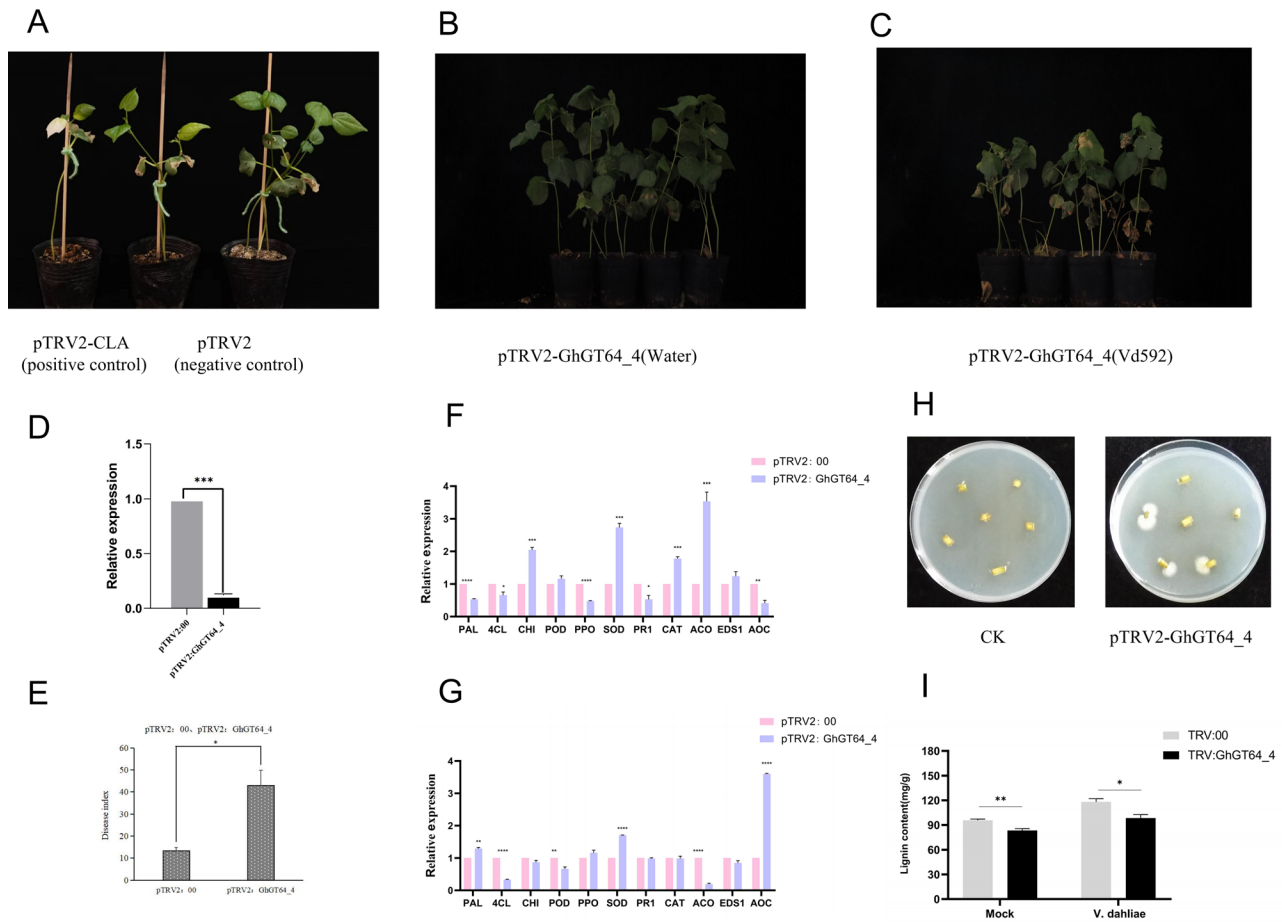 A
B
C
pTRV2-CLA
(positive control)
pTRV2
(negative control)
pTRV2-GhGT64_4(Water)
pTRV2-GhGT64_4(Vd592)
D
1.5
1.0
0.5
0.0
Relative expression
***
pTRV2:00
pTRV2:GhGT64_4
F
pTRV2: 00
pTRV2: GhGT64_4
4
3
2
1
0
Relative expression
**** * *** **** *** * *** *** **
PAL 4CL CHI POD PPO SOD PR1 CAT ACO EDS1 AOC
H
CK
pTRV2-GhGT64_4
E
pTRV2: 00、pTRV2: GhGT64_4
60
50
40
30
20
10
0
Disease index
*
pTRV2: 00
pTRV2: GhGT64_4
G
pTRV2: 00
pTRV2: GhGT64_4
4
3
2
1
0
Relative expression
** **** ** **** **** ****
PAL 4CL CHI POD PPO SOD PR1 CAT ACO EDS1 AOC
I
TRV:00
TRV:GhGT64_4
180
150
120
90
60
30
0
Lignin content(mg/g)
**
*
Mock
V. dahliae